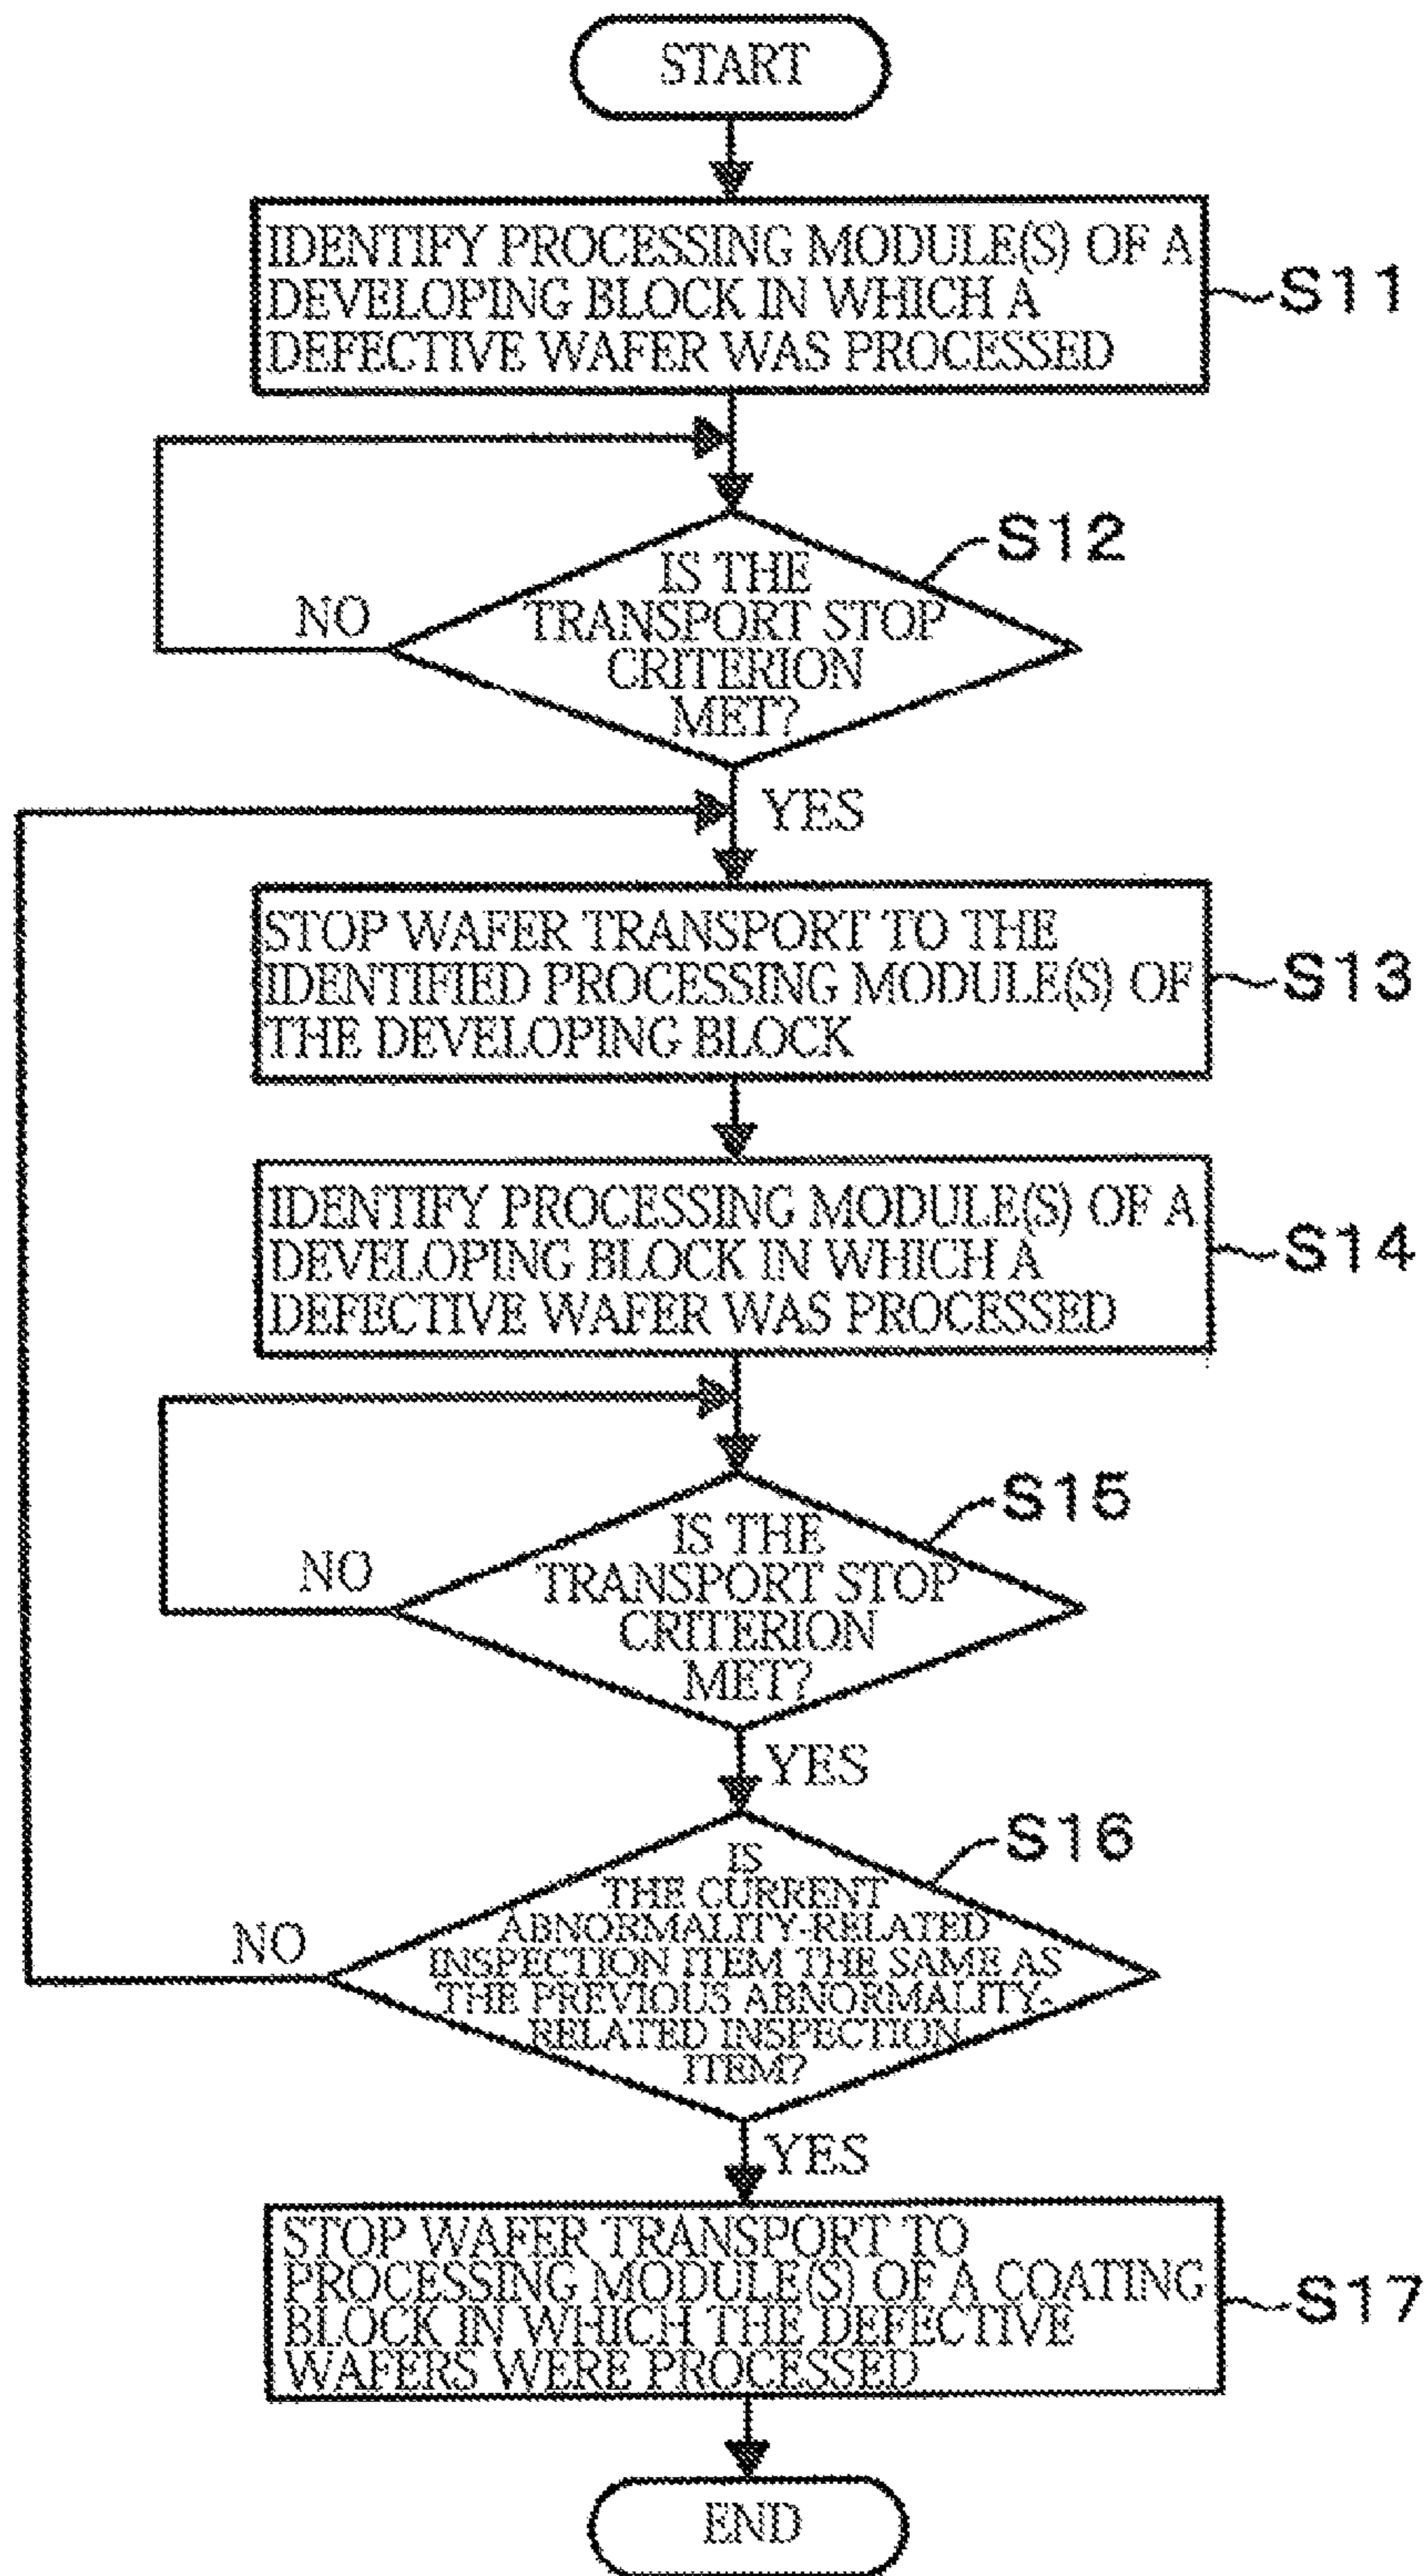 START
IDENTIFY PROCESSING MODULE(S) OF A
DEVELOPING BLOCK IN WHICH A
DEFECTIVE WAFER WAS PROCESSED
S11
S12
IS THE
TRANSPORT STOP
CRITERION
MET?
NO
YES
STOP WAFER TRANSPORT TO THE
IDENTIFIED PROCESSING MODULE(S) OF
THE DEVELOPING BLOCK
S13
IDENTIFY PROCESSING MODULE(S) OF A
DEVELOPING BLOCK IN WHICH A
DEFECTIVE WAFER WAS PROCESSED
S14
S15
IS THE
TRANSPORT STOP
CRITERION
MET?
NO
YES
S16
IS
THE CURRENT
ABNORMALITY-RELATED
INSPECTION ITEM THE SAME AS
THE PREVIOUS ABNORMALITY-
RELATED INSPECTION
ITEM?
NO
YES
STOP WAFER TRANSPORT TO
PROCESSING MODULE(S) OF A COATING
BLOCK IN WHICH THE DEFECTIVE
WAFERS WERE PROCESSED
S17
END